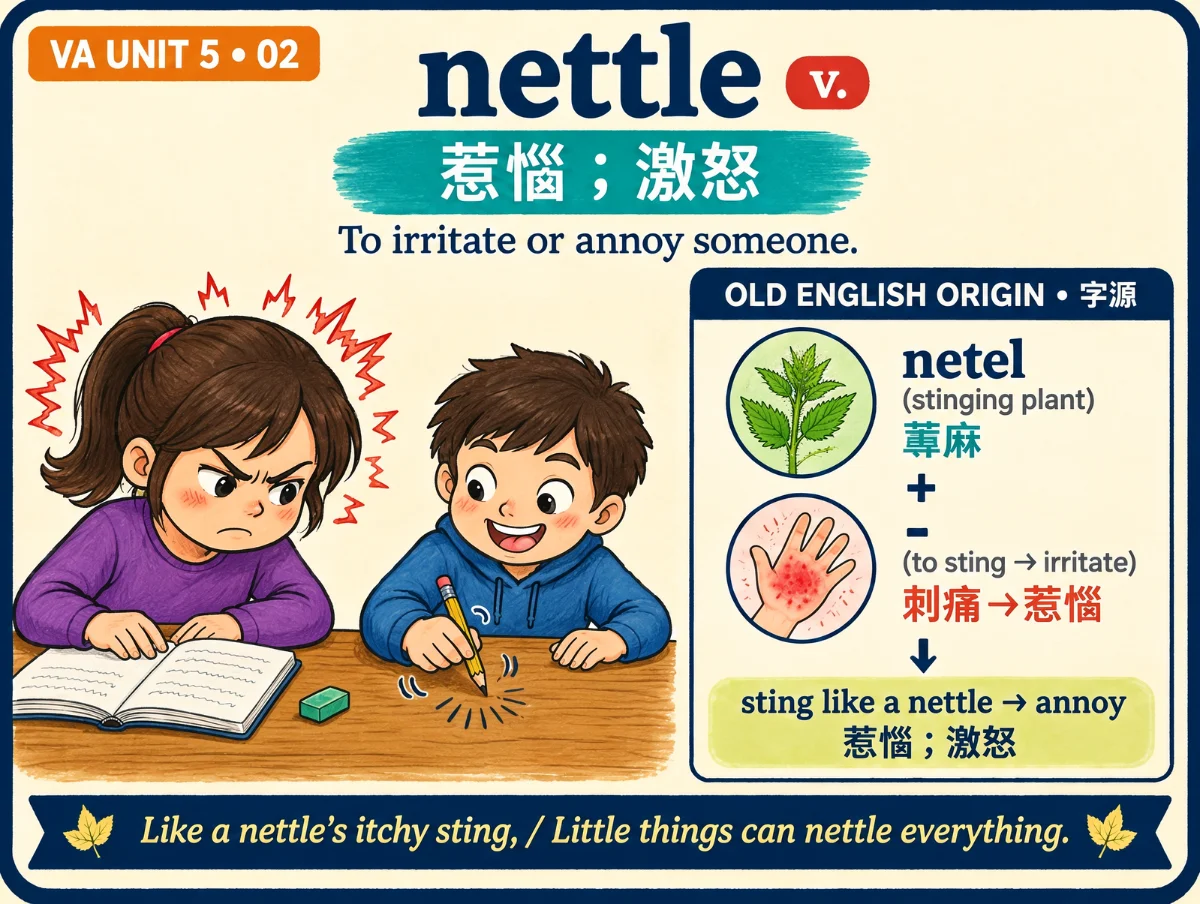 VA UNIT 5 • 02
nettle v.
惹惱；激怒
To irritate or annoy someone.
OLD ENGLISH ORIGIN • 字源
netel
(stinging plant)
蕁麻
+
-
(to sting → irritate)
刺痛→惹惱
↓
sting like a nettle → annoy
惹惱；激怒
Like a nettle's itchy sting, / Little things can nettle everything.